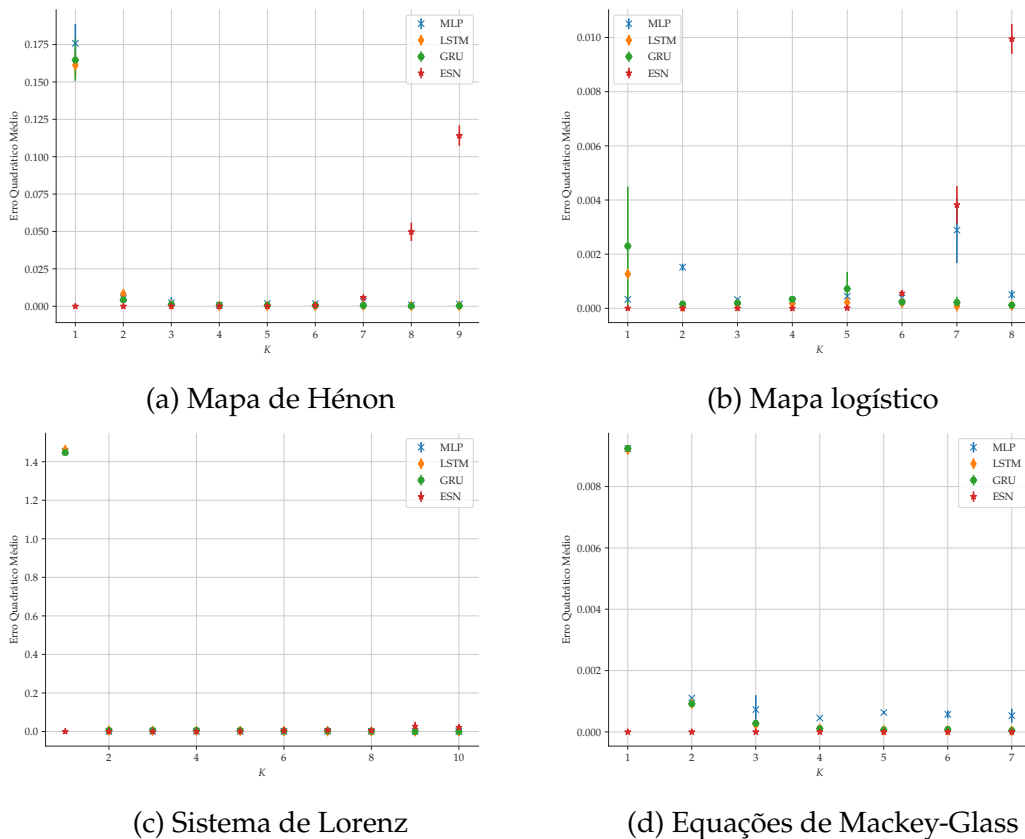 0.175
0.150
0.125
0.100
0.075
0.050
0.025
0.000
Erro Quadrático Médio
1 2 3 4 5 6 7 8 9
K
MLP
LSTM
GRU
ESN
(a) Mapa de Hénon
0.010
0.008
0.006
0.004
0.002
0.000
Erro Quadrático Médio
1 2 3 4 5 6 7 8
K
MLP
LSTM
GRU
ESN
(b) Mapa logístico
1.4
1.2
1.0
0.8
0.6
0.4
0.2
0.0
Erro Quadrático Médio
2 4 6 8 10
K
MLP
LSTM
GRU
ESN
(c) Sistema de Lorenz
0.008
0.006
0.004
0.002
0.000
Erro Quadrático Médio
1 2 3 4 5 6 7
K
MLP
LSTM
GRU
ESN
(d) Equações de Mackey-Glass